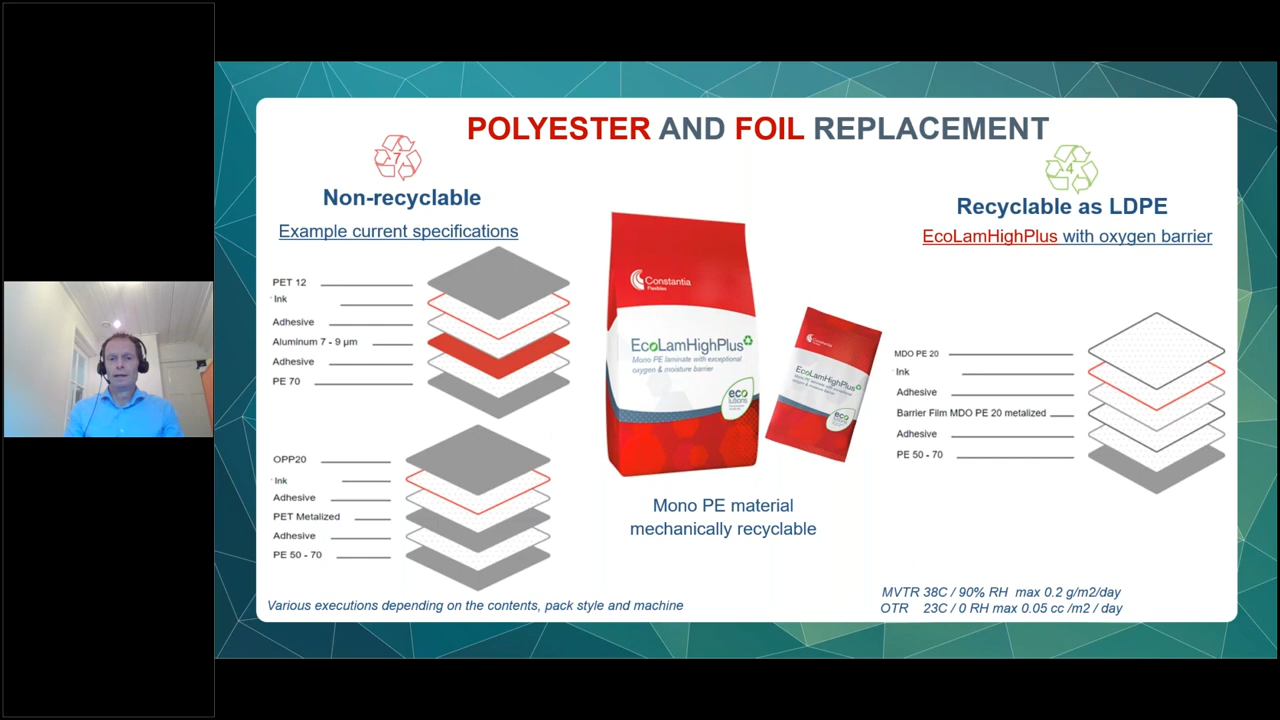 POLYESTER AND FOIL REPLACEMENT
7
Non-recyclable
Example current specifications
PET 12
Ink
Adhesive
Aluminum 7 - 9 µm
Adhesive
PE 70
OPP20
Ink
Adhesive
PET Metalized
Adhesive
PE 50 - 70
Various executions depending on the contents, pack style and machine
Constantia
Flexibles
EcoLamHighPlus
Mono PE laminate with exceptional
oxygen & moisture barrier
eco
lutions
Constantia
EcoLamHighPlus
eco
Mono PE material
mechanically recyclable
4
Recyclable as LDPE
EcoLamHighPlus with oxygen barrier
MDO PE 20
Ink
Adhesive
Barrier Film MDO PE 20 metalized
Adhesive
PE 50 - 70
MVTR 38C / 90% RH max 0.2 g/m2/day
OTR 23C / 0 RH max 0.05 cc /m2 / day